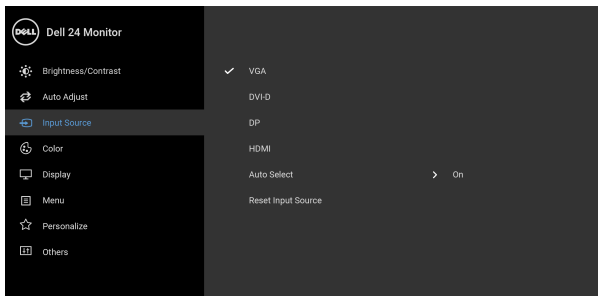 DELL Dell 24 Monitor
Brightness/Contrast
Auto Adjust
Input Source
Color
Display
Menu
Personalize
Others
VGA
DVI-D
DP
HDMI
Auto Select On
Reset Input Source